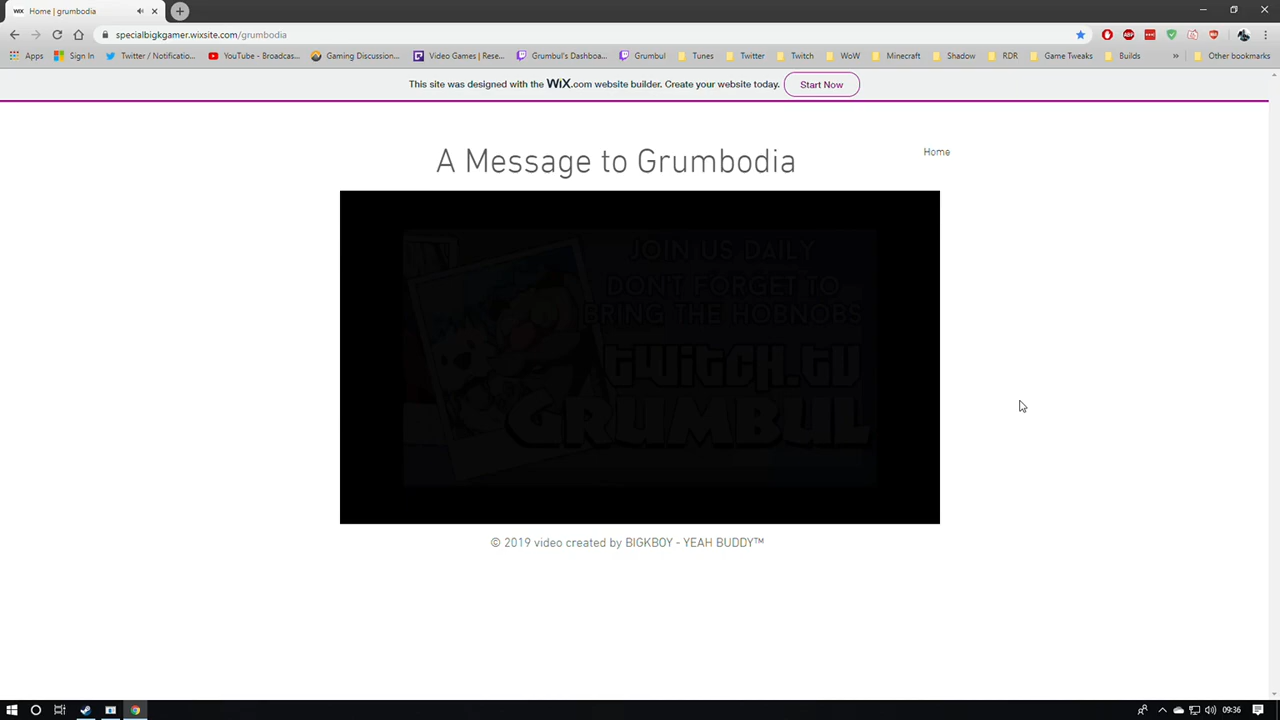 Home | grumbodia
specialbigkgamer.wixsite.com/grumbodia
Apps
Sign In
Twitter / Notificatio...
YouTube - Broadcas...
Gaming Discussion...
Video Games | Rese...
Grumbul's Dashboa...
Grumbul
Tunes
Twitter
Twitch
WoW
Minecraft
Shadow
RDR
Game Tweaks
Builds
»
Other bookmarks
This site was designed with the WiX.com website builder. Create your website today.
Start Now
A Message to Grumbodia
Home
JOIN US DAILY
DON'T FORGET TO
BRING THE HOBNOBS
TWITCH.TV
GRUMBUL
© 2019 video created by BIGKBOY - YEAH BUDDY™
09:36